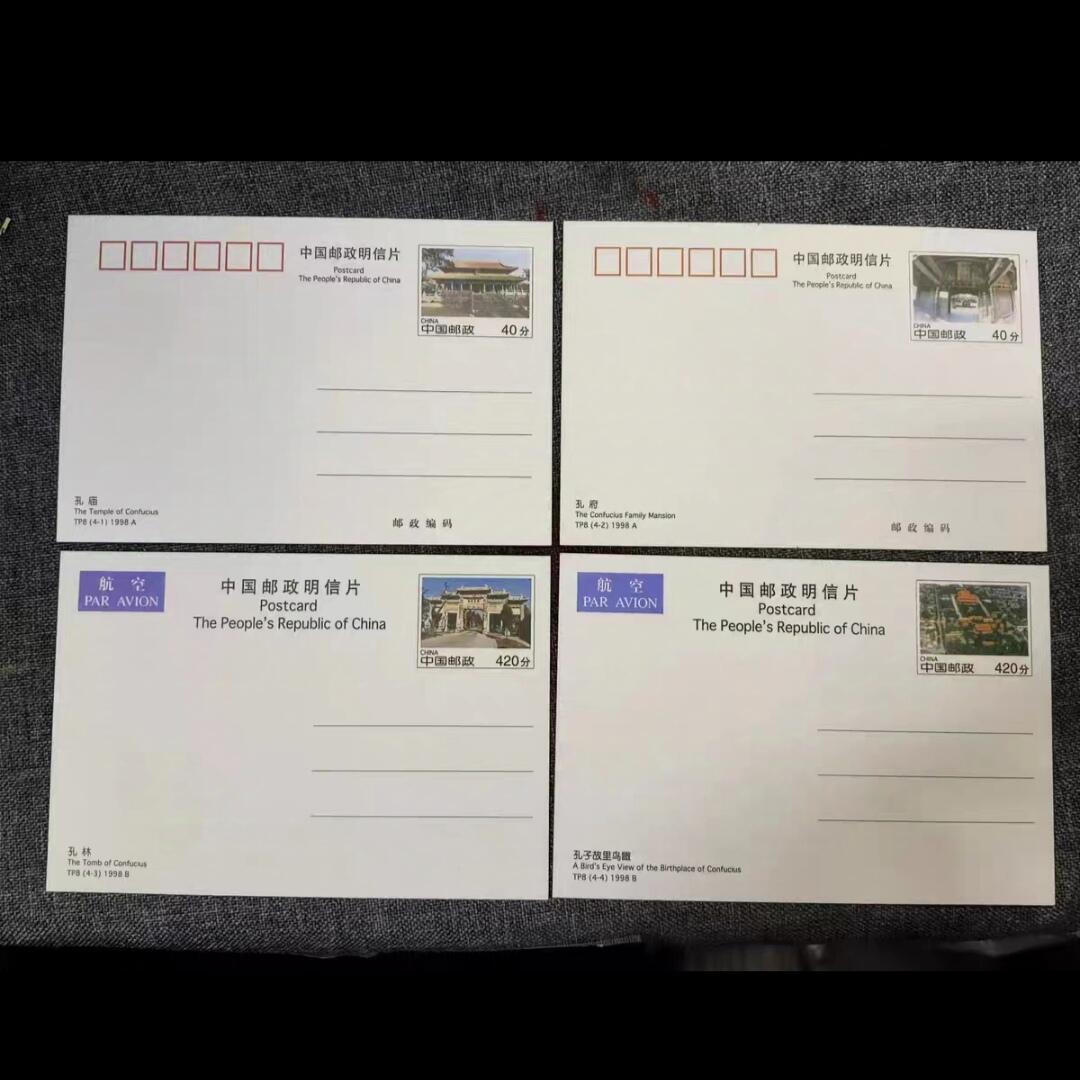 中国邮政明信片
Postcard
The People's Republic of China
CHINA
中国邮政 40分
孔 庙
The Temple of Confucius
TP8 (4-1) 1998 A
邮 政 编 码
中国邮政明信片
Postcard
The People's Republic of China
CHINA
中国邮政 40分
孔 府
The Confucius Family Mansion
TP8 (4-2) 1998 A
邮 政 编 码
航 空
PAR AVION
中国邮政明信片
Postcard
The People's Republic of China
CHINA
中国邮政 420分
孔 林
The Tomb of Confucius
TP8 (4-3) 1998 B
航 空
PAR AVION
中国邮政明信片
Postcard
The People's Republic of China
CHINA
中国邮政 420分
孔子故里鸟瞰
A Bird's Eye View of the Birthplace of Confucius
TP8 (4-4) 1998 B